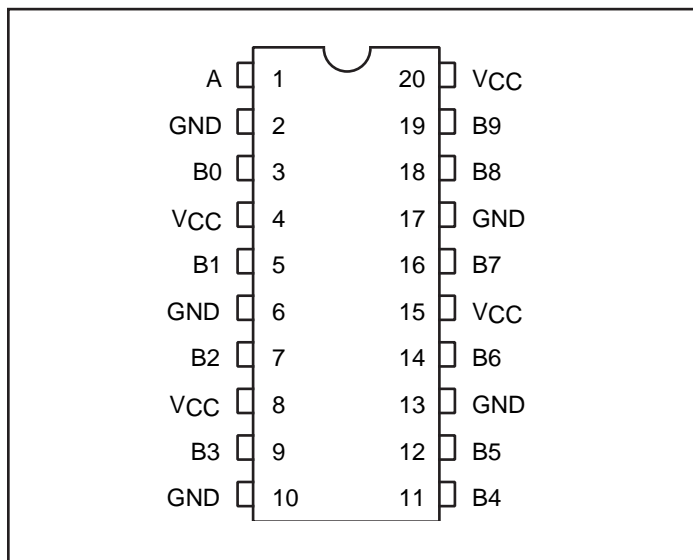 A 1 20 VCC
GND 2 19 B9
B0 3 18 B8
VCC 4 17 GND
B1 5 16 B7
GND 6 15 VCC
B2 7 14 B6
VCC 8 13 GND
B3 9 12 B5
GND 10 11 B4